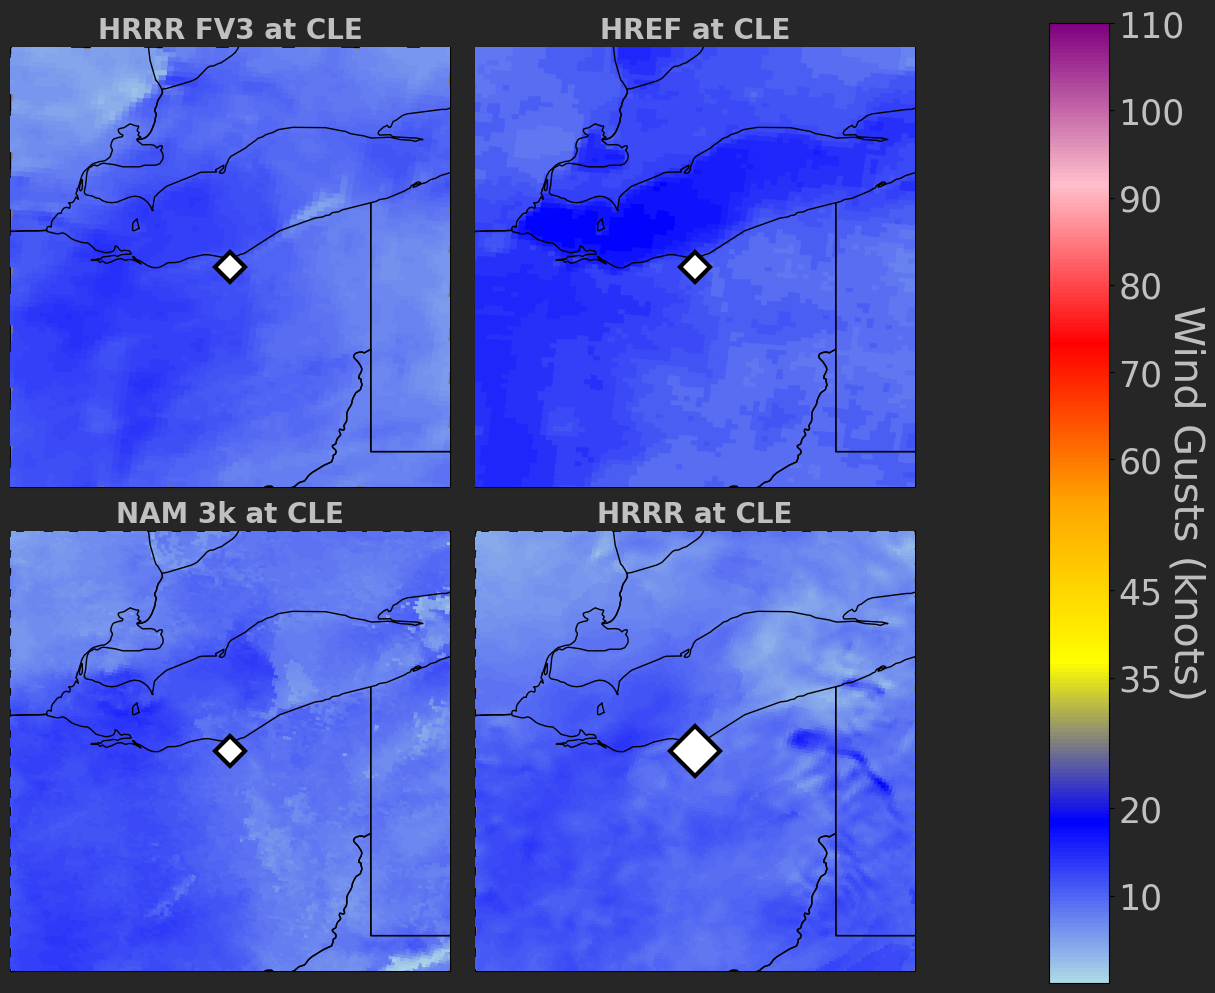 HRRR FV3 at CLE
HREF at CLE
NAM 3k at CLE
HRRR at CLE
110
100
90
80
70
60
45
35
20
10
Wind Gusts (knots)